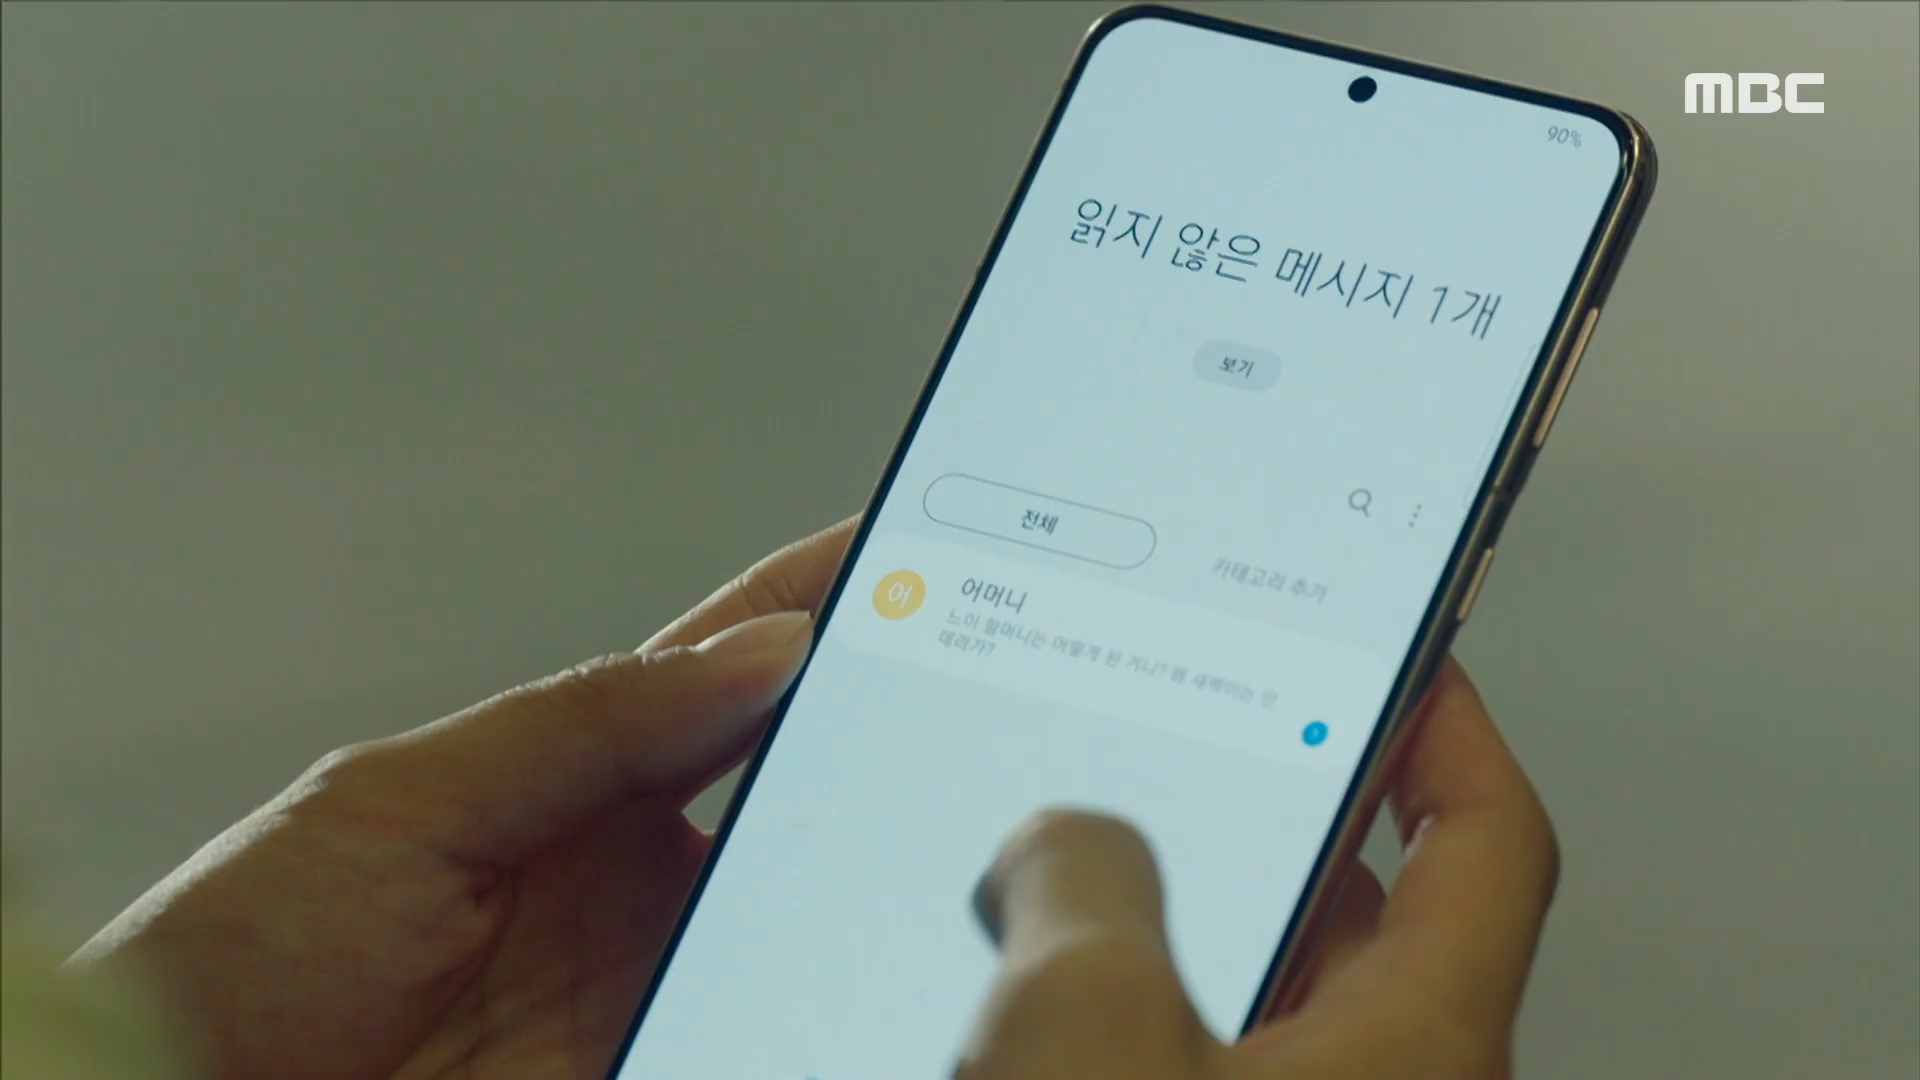 MBC
90%
읽지 않은 메시지 1개
보기
전체
카테고리 추가
어
어머니
느이 할머니는 어떻게 된 거니? 왜 새벽이는 안
데려가?
1